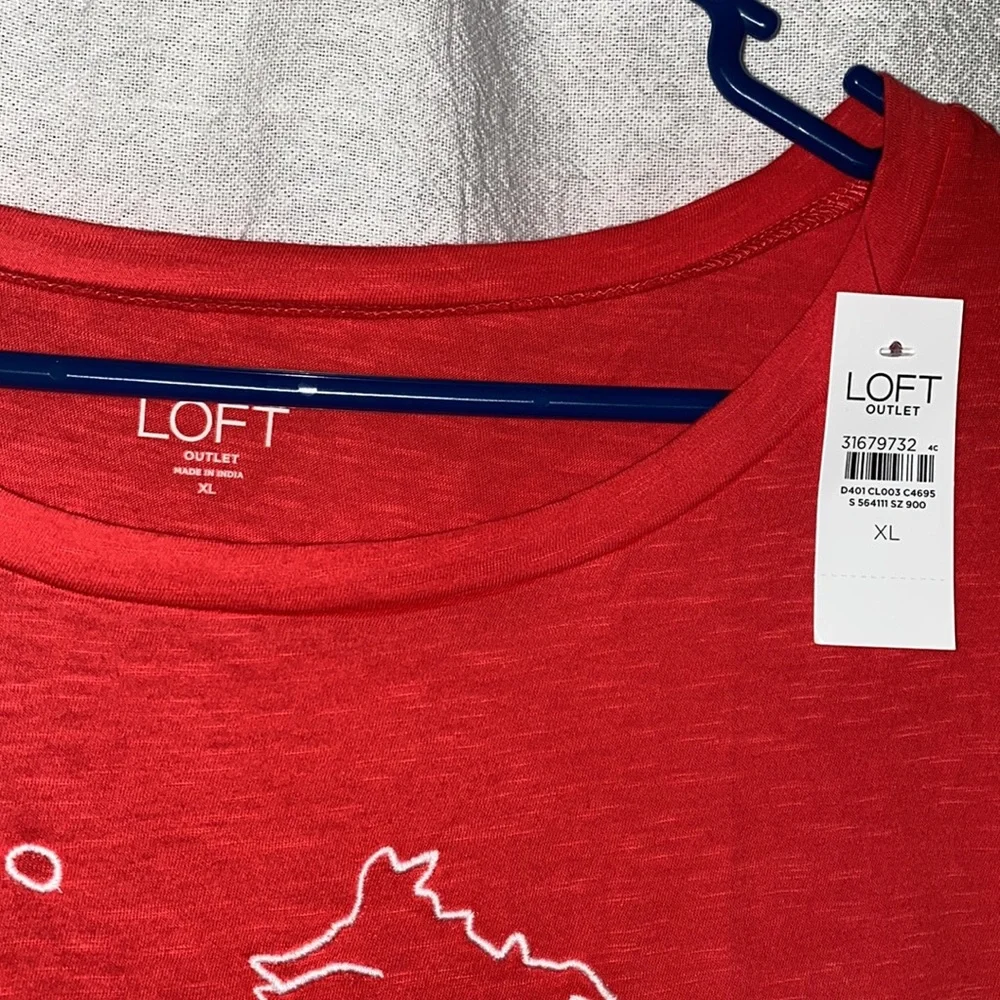 LOFT
OUTLET
MADE IN INDIA
XL
LOFT
OUTLET
31679732 4C
D401 CL003 C4695
S 564111 SZ 900
XL